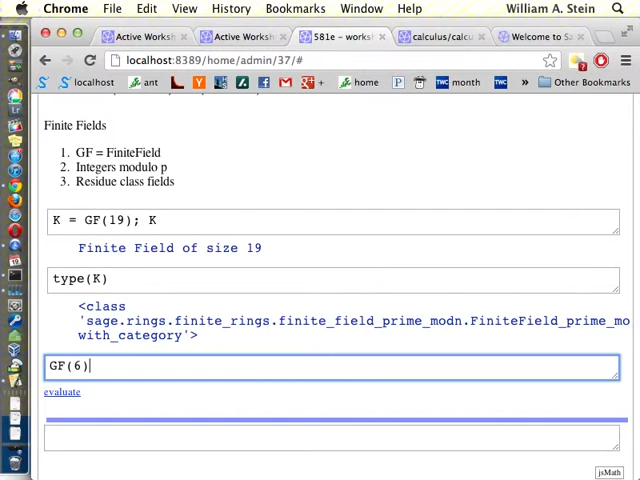 Chrome File Edit View History Bookmarks Window Help William A. Stein
Active Worksh Active Worksh 581e – worksh calculus/calcu Welcome to Sa
localhost:8389/home/admin/37/#
localhost ant home Other Bookmarks
Finite Fields
1. GF = FiniteField
2. Integers modulo p
3. Residue class fields
K = GF(19); K
Finite Field of size 19
type(K)
<class
'sage.rings.finite_rings.finite_field_prime_modn.FiniteField_prime_mo
with_category'>
GF(6)
evaluate
jsMath